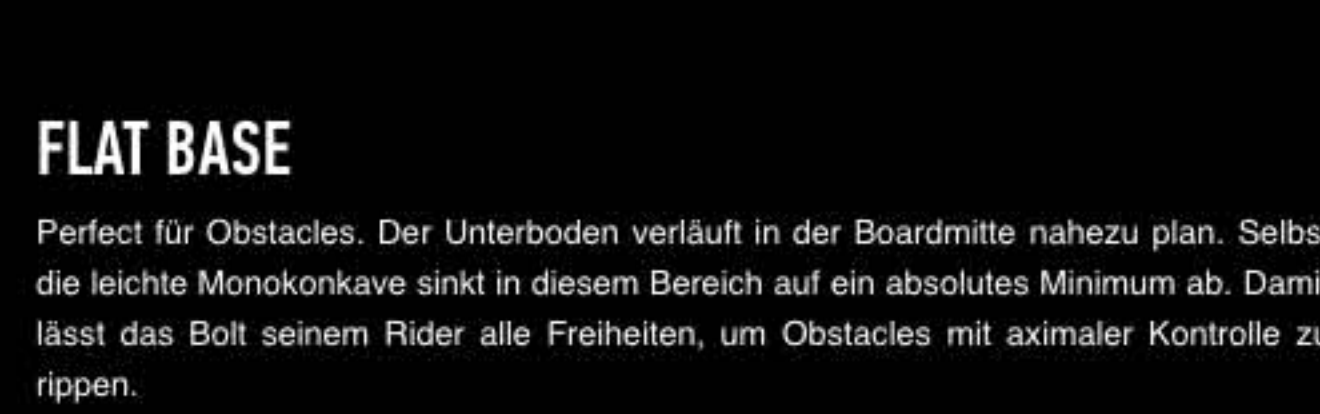 FLAT BASE
Perfect für Obstacles. Der Unterboden verläuft in der Boardmitte nahezu plan. Selbs
die leichte Monokonkave sinkt in diesem Bereich auf ein absolutes Minimum ab. Dami
lässt das Bolt seinem Rider alle Freiheiten, um Obstacles mit aximaler Kontrolle zu
rippen.